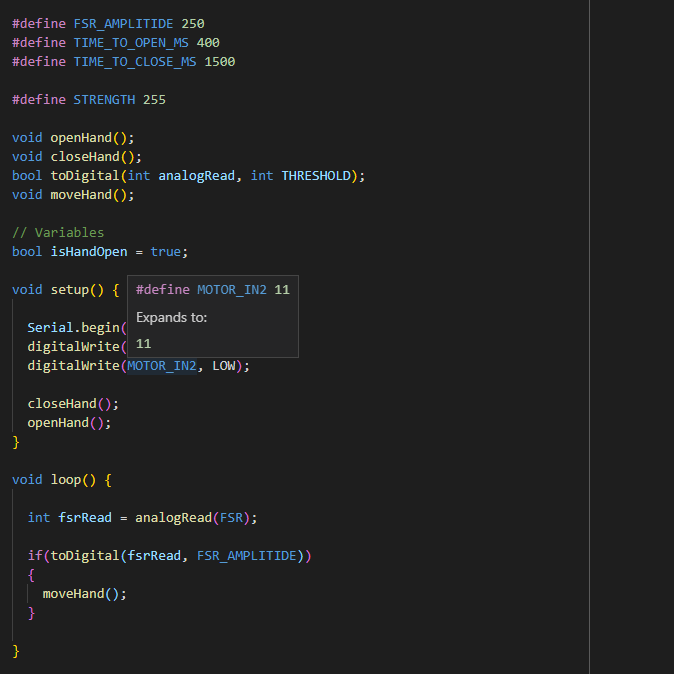 #define FSR_AMPLITIDE 250
#define TIME_TO_OPEN_MS 400
#define TIME_TO_CLOSE_MS 1500
#define STRENGTH 255
void openHand();
void closeHand();
bool toDigital(int analogRead, int THRESHOLD);
void moveHand();
// Variables
bool isHandOpen = true;
void setup() {
#define MOTOR_IN2 11
Expands to:
11
Serial.begin(
digitalWrite(
digitalWrite(MOTOR_IN2, LOW);
closeHand();
openHand();
}
void loop() {
int fsrRead = analogRead(FSR);
if(toDigital(fsrRead, FSR_AMPLITIDE))
{
moveHand();
}
}